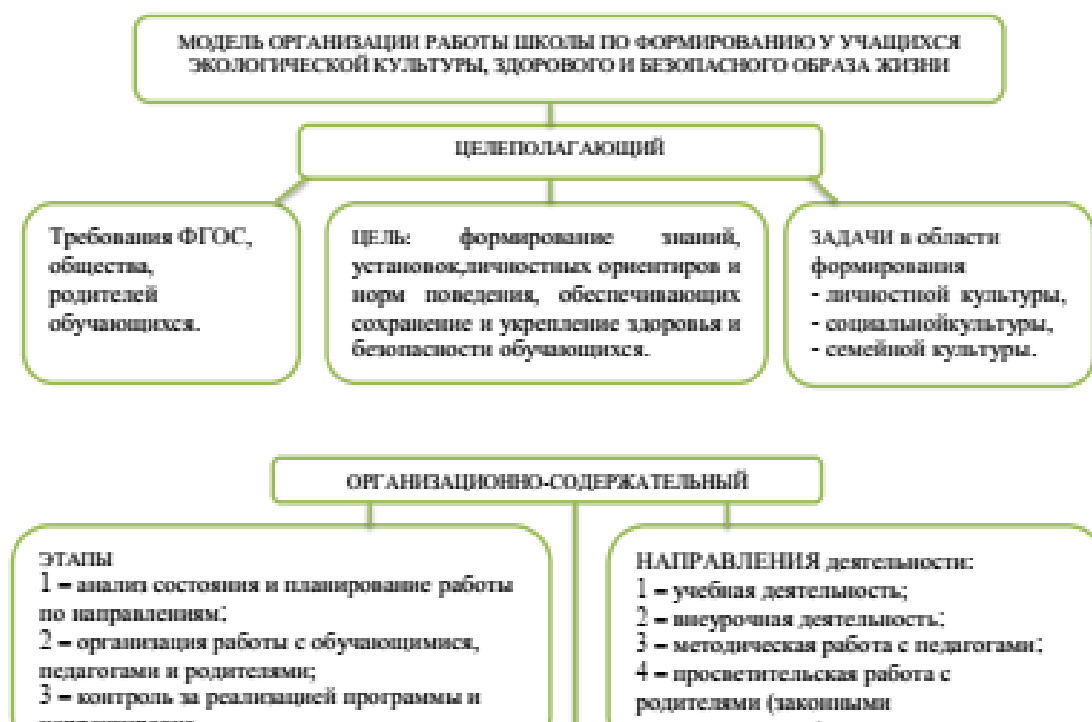 МОДЕЛЬ ОРГАНИЗАЦИИ РАБОТЫ ШКОЛЫ ПО ФОРМИРОВАНИЮ У УЧАЩИХСЯ
ЭКОЛОГИЧЕСКОЙ КУЛЬТУРЫ, ЗДОРОВОГО И БЕЗОПАСНОГО ОБРАЗА ЖИЗНИ
ЦЕЛЕПОЛАГАЮЩИЙ
Требования ФГОС,
общества,
родителей
обучающихся.
ЦЕЛЬ: формирование знаний,
установок,личностных ориентиров и
норм поведения, обеспечивающих
сохранение и укрепление здоровья и
безопасности обучающихся.
ЗАДАЧИ в области
формирования
- личностной культуры,
- социальнойкультуры,
- семейной культуры.
ОРГАНИЗАЦИОННО-СОДЕРЖАТЕЛЬНЫЙ
ЭТАПЫ
1 – анализ состояния и планирование работы
по направлениям;
2 – организация работы с обучающимися,
педагогами и родителями;
3 – контроль за реализацией программы и
НАПРАВЛЕНИЯ деятельности:
1 – учебная деятельность;
2 – внеурочная деятельность;
3 – методическая работа с педагогами;
4 – просветительская работа с
родителями (законными